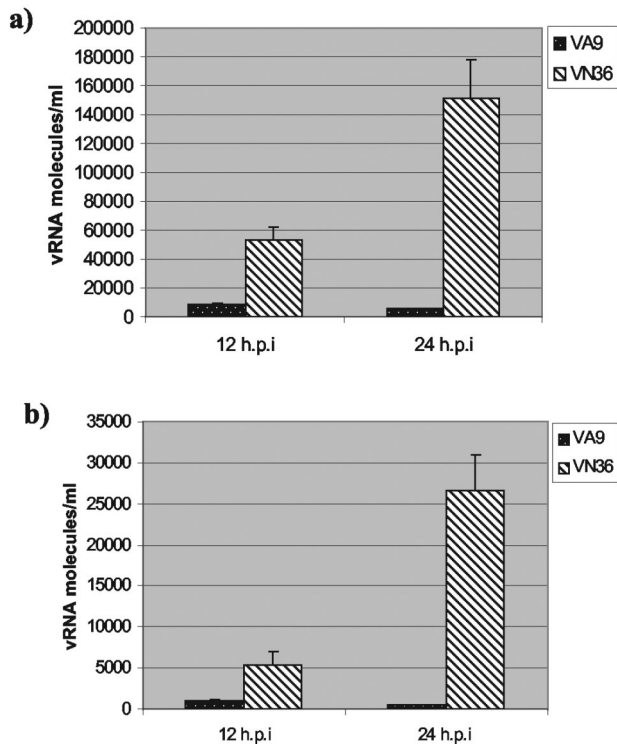 a)
200000
180000
160000
140000
120000
100000
80000
60000
40000
20000
0
vRNA molecules/ml
12 h.p.i 24 h.p.i
VA9
VN36
b)
35000
30000
25000
20000
15000
10000
5000
0
vRNA molecules/ml
12 h.p.i 24 h.p.i
VA9
VN36